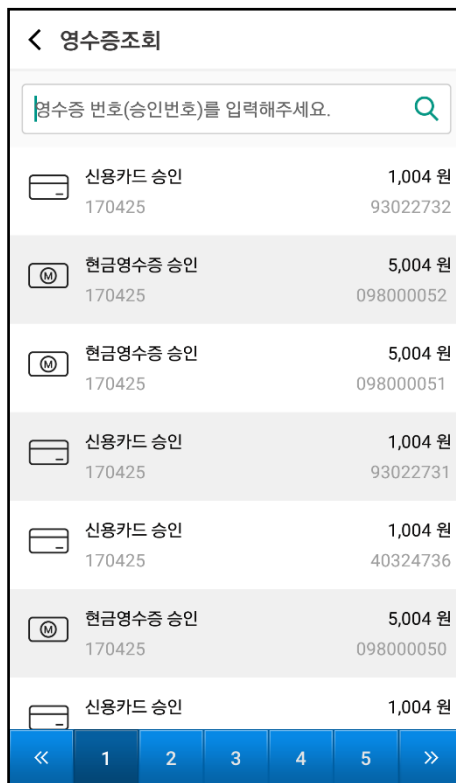 영수증조회
영수증 번호(승인번호)를 입력해주세요.
신용카드 승인 1,004 원
170425 93022732
현금영수증 승인 5,004 원
170425 098000052
현금영수증 승인 5,004 원
170425 098000051
신용카드 승인 1,004 원
170425 93022731
신용카드 승인 1,004 원
170425 40324736
현금영수증 승인 5,004 원
170425 098000050
신용카드 승인 1,004 원
« 1 2 3 4 5 »